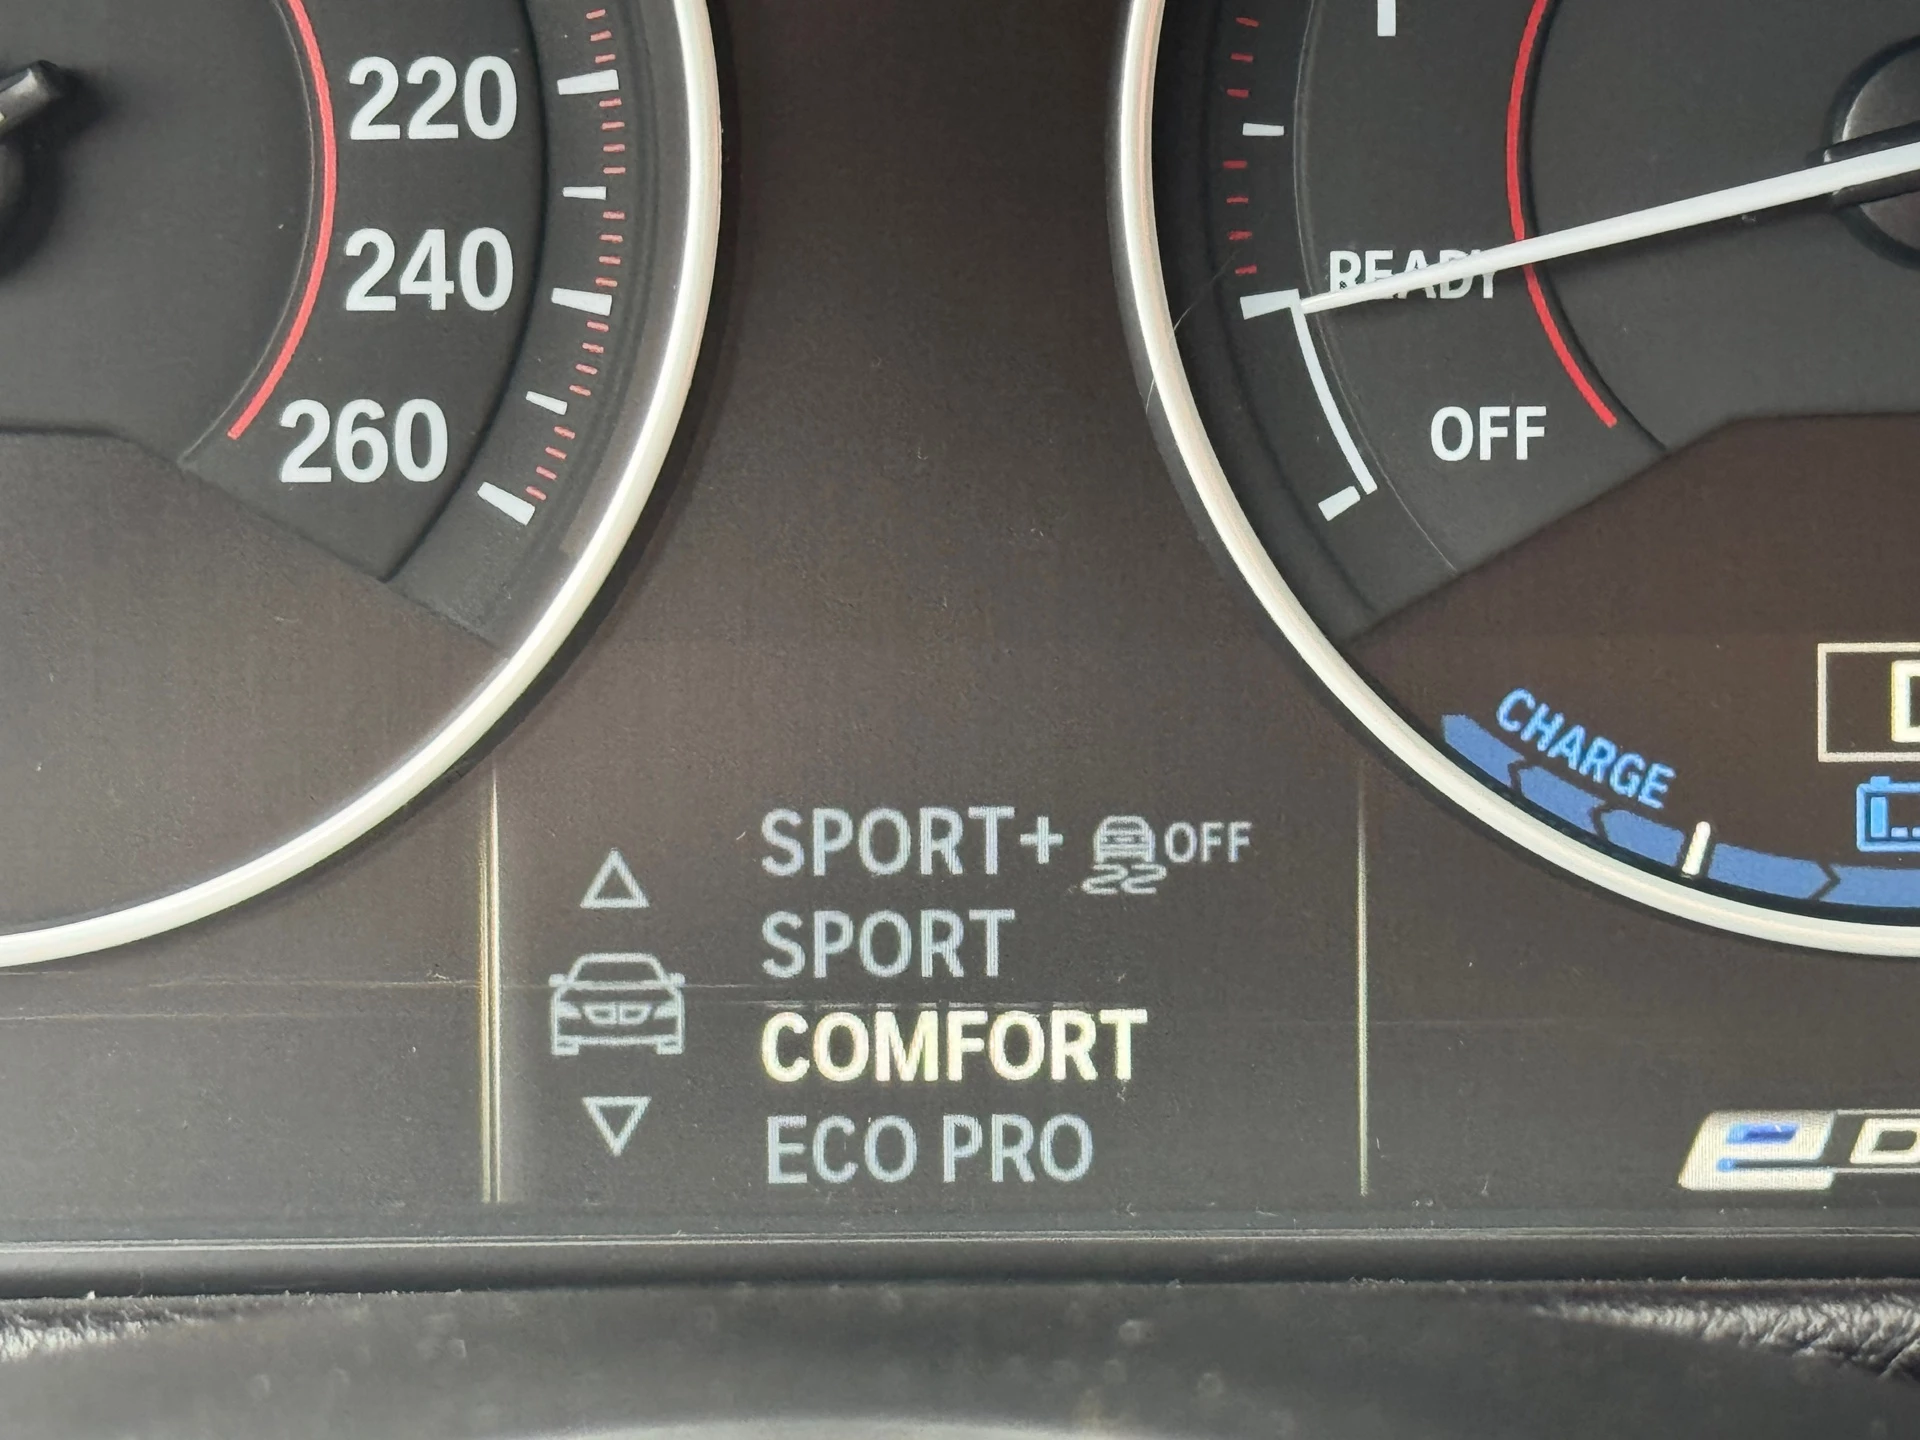 220
240
260
READY
OFF
CHARGE
SPORT+ OFF
SPORT
COMFORT
ECO PRO